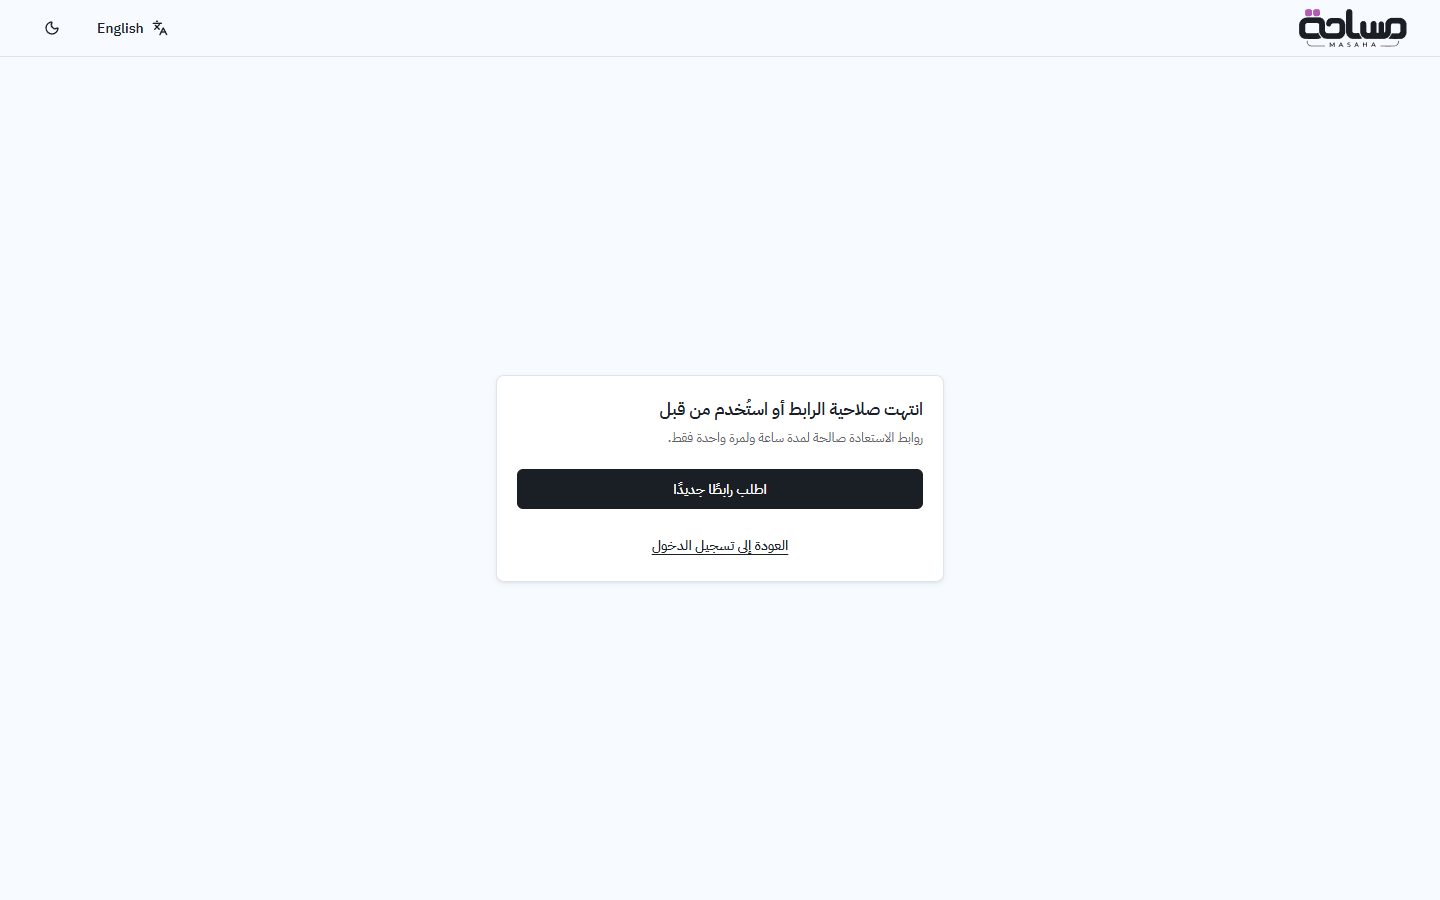 مساحة
MASAHA
English
انتهت صلاحية الرابط أو استُخدم من قبل
روابط الاستعادة صالحة لمدة ساعة ولمرة واحدة فقط.
اطلب رابطًا جديدًا
العودة إلى تسجيل الدخول